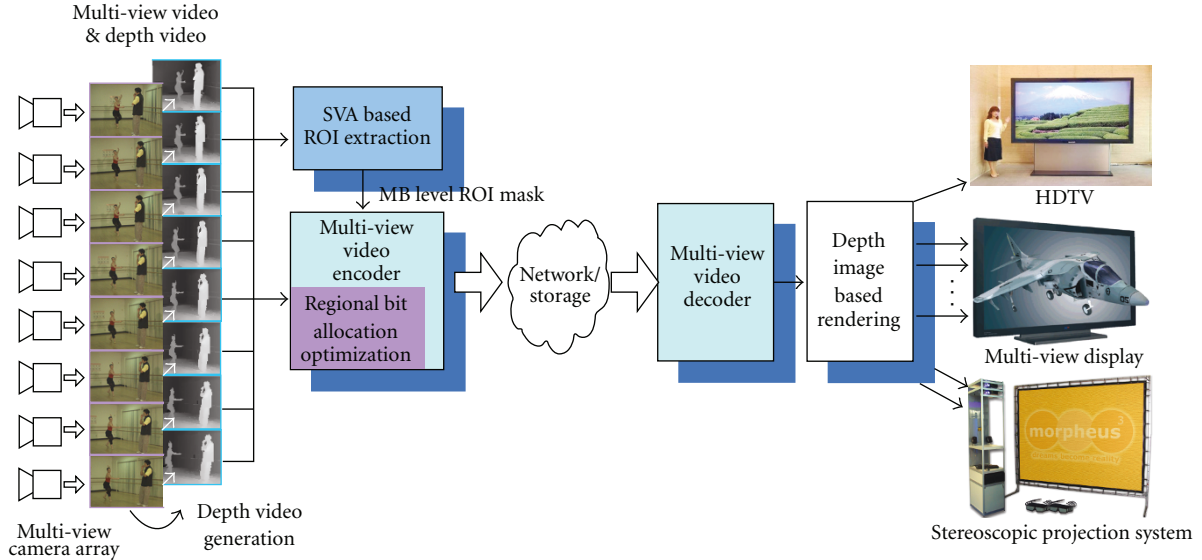 Multi-view video
& depth video
SVA based
ROI extraction
MB level ROI mask
Multi-view
video
encoder
Regional bit
allocation
optimization
Network/
storage
Multi-view
video
decoder
Depth
image
based
rendering
HDTV
Multi-view display
morpheus 3
Stereoscopic projection system
Multi-view
camera array
Depth video
generation